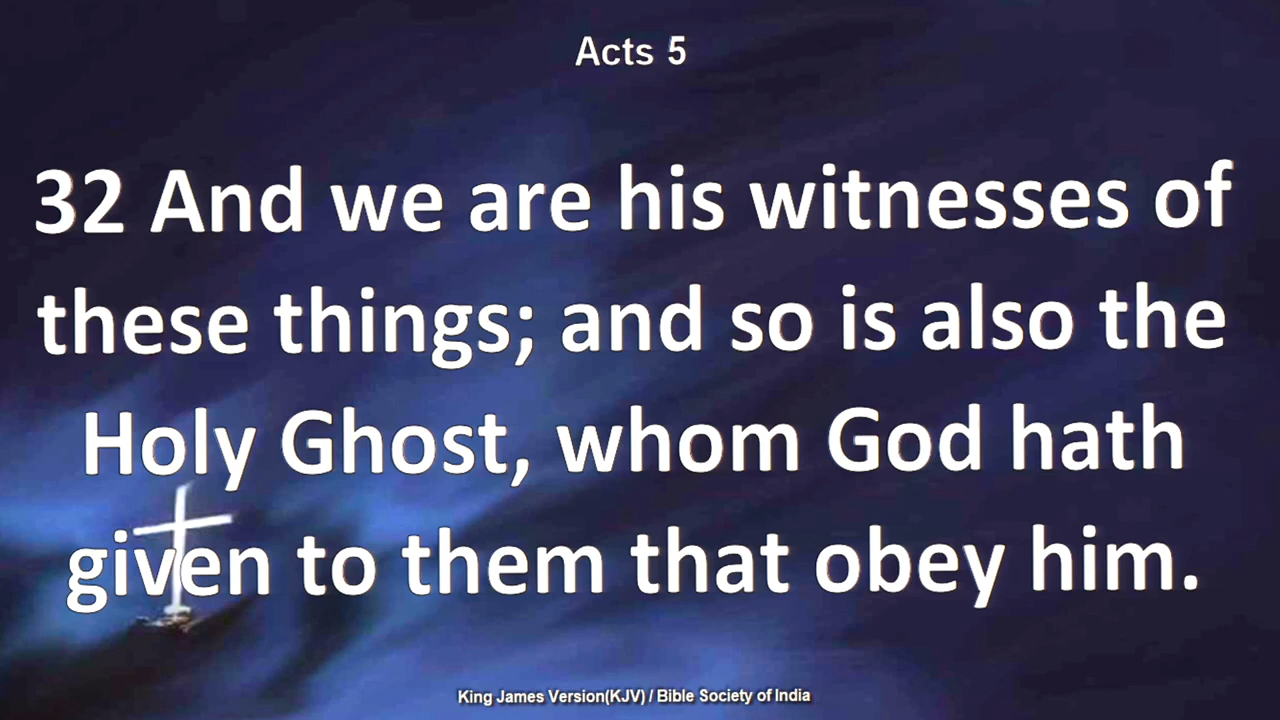 Acts 5
32 And we are his witnesses of
these things; and so is also the
Holy Ghost, whom God hath
given to them that obey him.
King James Version(KJV) / Bible Society of India